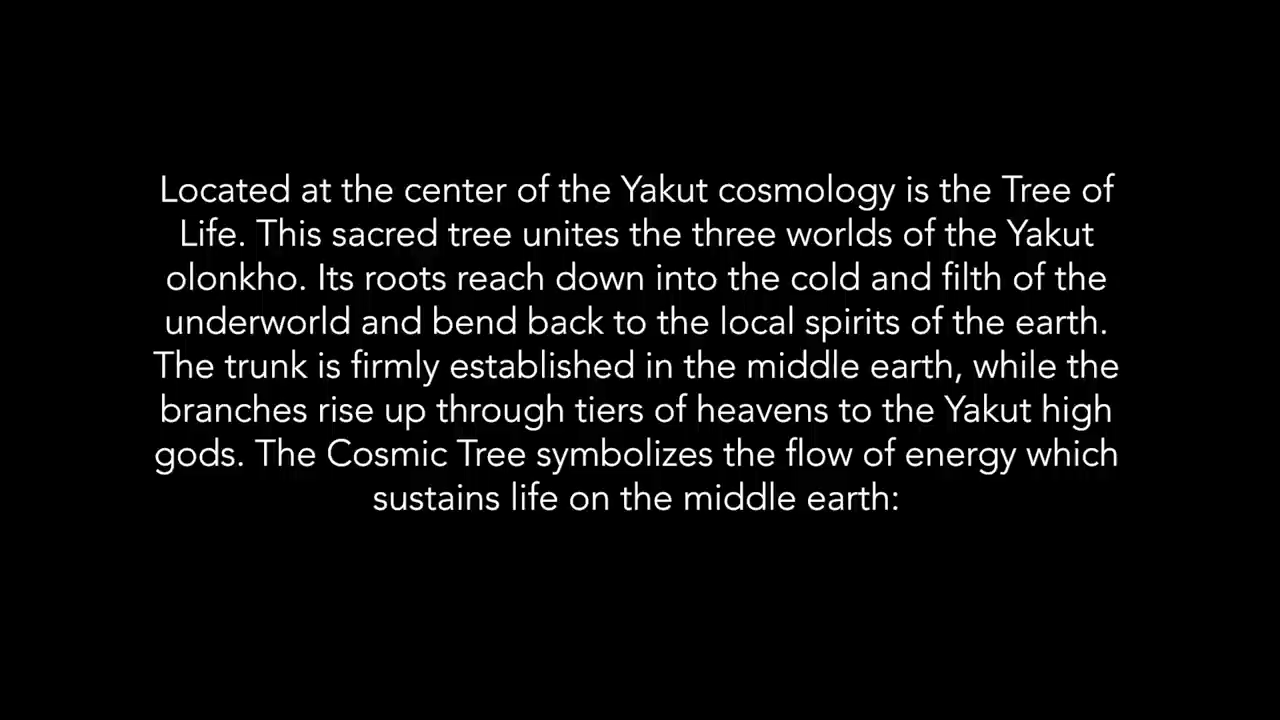 Located at the center of the Yakut cosmology is the Tree of
Life. This sacred tree unites the three worlds of the Yakut
olonkho. Its roots reach down into the cold and filth of the
underworld and bend back to the local spirits of the earth.
The trunk is firmly established in the middle earth, while the
branches rise up through tiers of heavens to the Yakut high
gods. The Cosmic Tree symbolizes the flow of energy which
sustains life on the middle earth: